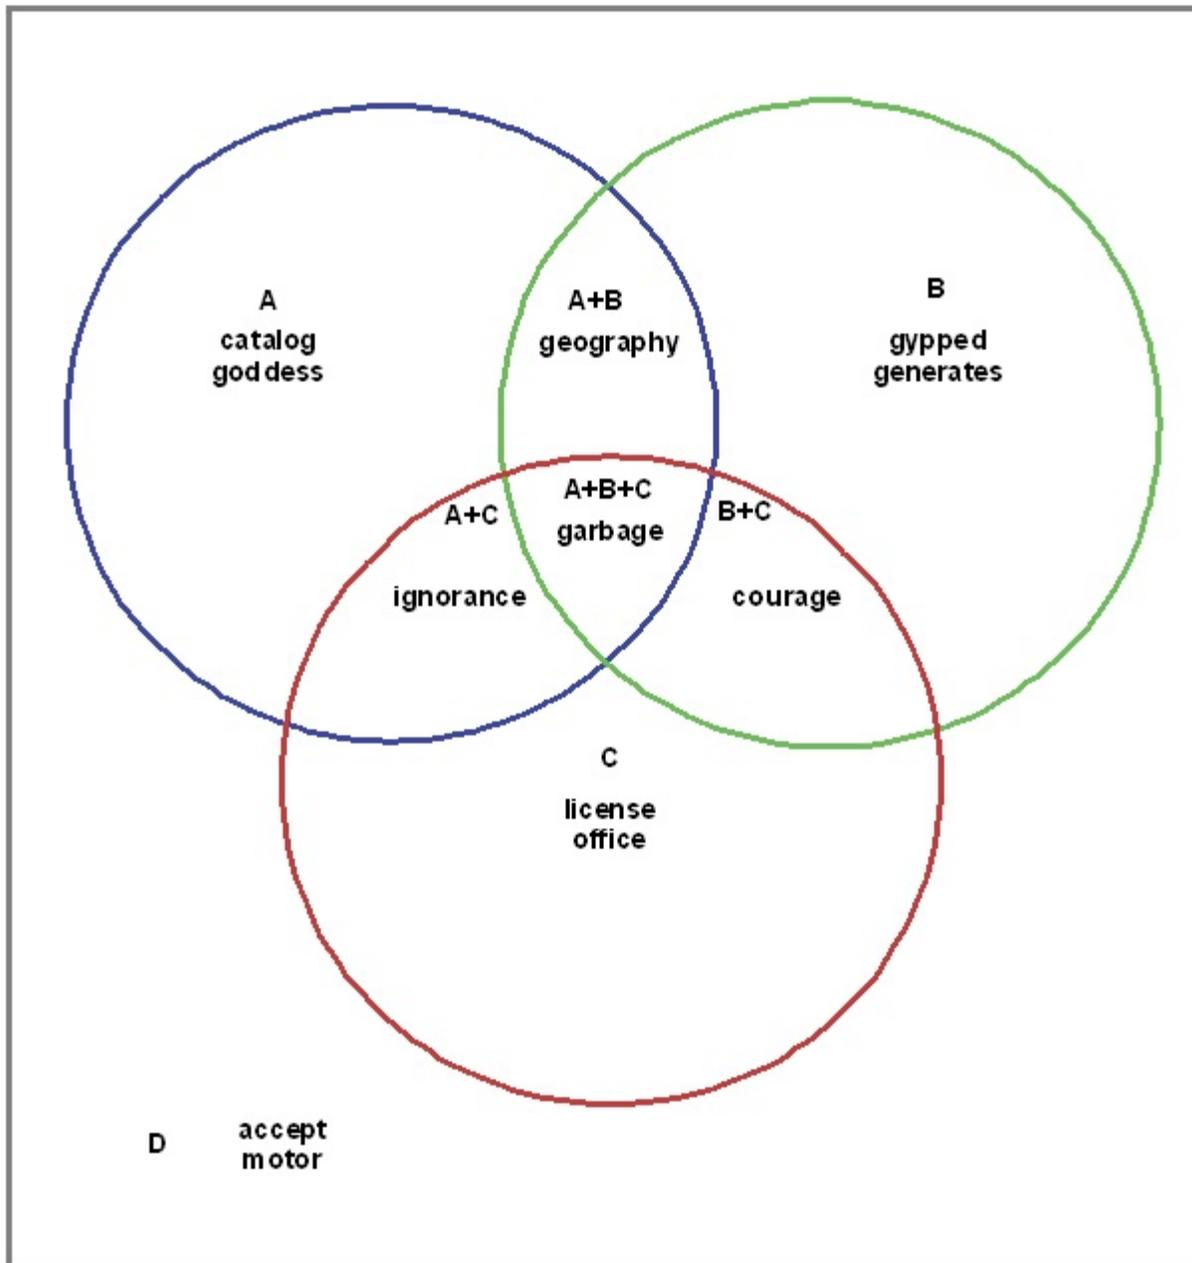 A
catalog
goddess
A+B
geography
B
gypped
generates
A+C
ignorance
A+B+C
garbage
B+C
courage
C
license
office
D
accept
motor